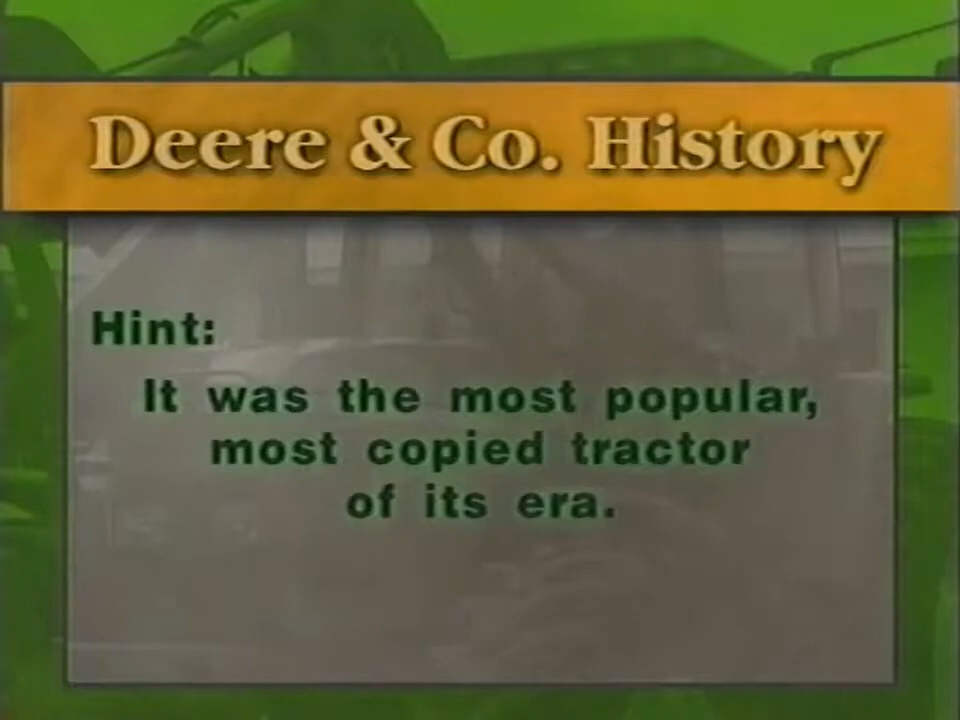 Deere & Co. History
Hint:
It was the most popular,
most copied tractor
of its era.